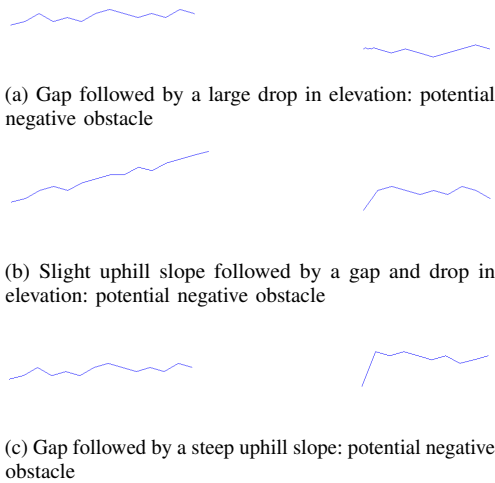 (a) Gap followed by a large drop in elevation: potential
negative obstacle
(b) Slight uphill slope followed by a gap and drop in
elevation: potential negative obstacle
(c) Gap followed by a steep uphill slope: potential negative
obstacle